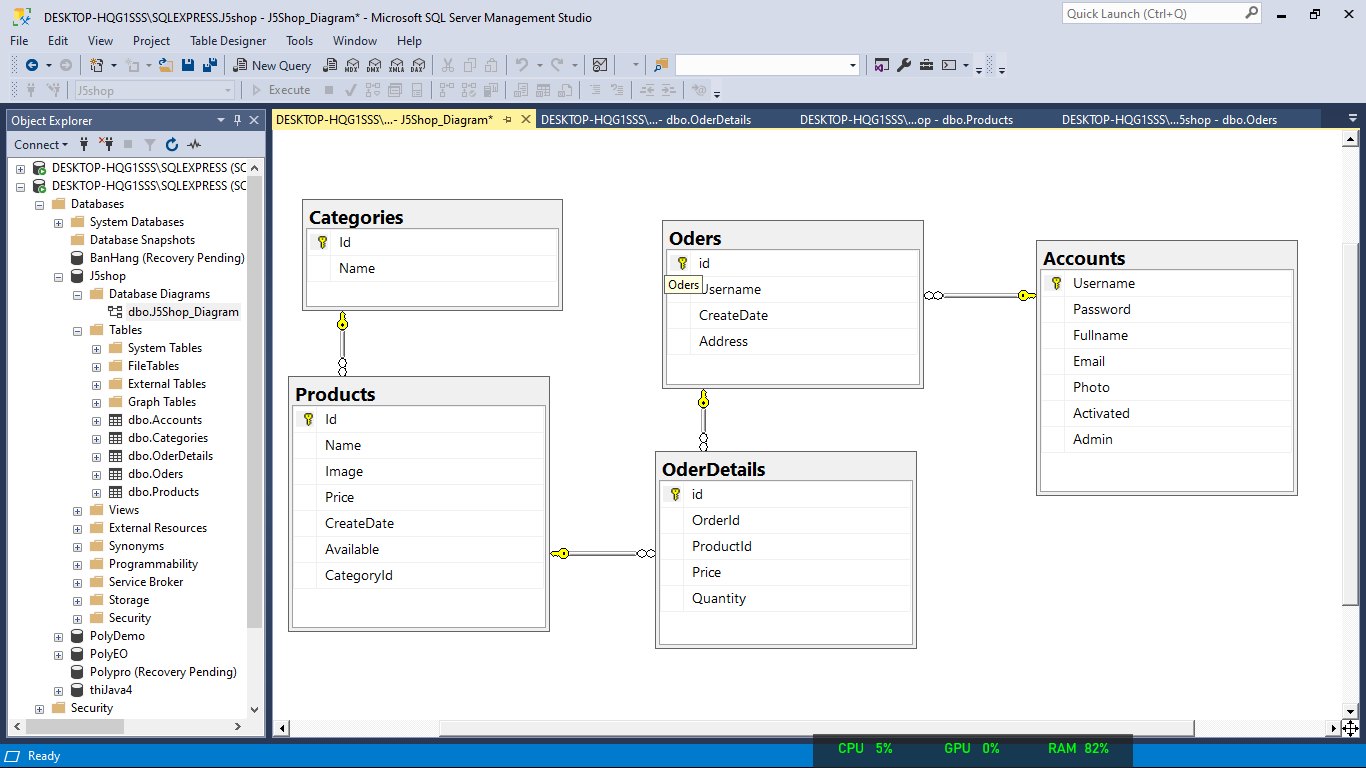 DESKTOP-HQG1SSS\SQLEXPRESS.J5shop - J5Shop_Diagram* - Microsoft SQL Server Management Studio
Quick Launch (Ctrl+Q)
File Edit View Project Table Designer Tools Window Help
New Query
MDX DMX XMLA DAX
J5shop
Execute
Object Explorer
Connect
DESKTOP-HQG1SSS\SQLEXPRESS (SC
DESKTOP-HQG1SSS\SQLEXPRESS (SC
Databases
System Databases
Database Snapshots
BanHang (Recovery Pending)
J5shop
Database Diagrams
dbo.J5Shop_Diagram
Tables
System Tables
FileTables
External Tables
Graph Tables
dbo.Accounts
dbo.Categories
dbo.OderDetails
dbo.Oders
dbo.Products
Views
External Resources
Synonyms
Programmability
Service Broker
Storage
Security
PolyDemo
PolyEO
Polypro (Recovery Pending)
thiJava4
Security
DESKTOP-HQG1SSS\...- J5Shop_Diagram*
DESKTOP-HQG1SSS\...- dbo.OderDetails
DESKTOP-HQG1SSS\...op - dbo.Products
DESKTOP-HQG1SSS\...5shop - dbo.Oders
Categories
Id
Name
Products
Id
Name
Image
Price
CreateDate
Available
CategoryId
Oders
id
Oders
Username
CreateDate
Address
OderDetails
id
OrderId
ProductId
Price
Quantity
Accounts
Username
Password
Fullname
Email
Photo
Activated
Admin
Ready
CPU 5% GPU 0% RAM 82%